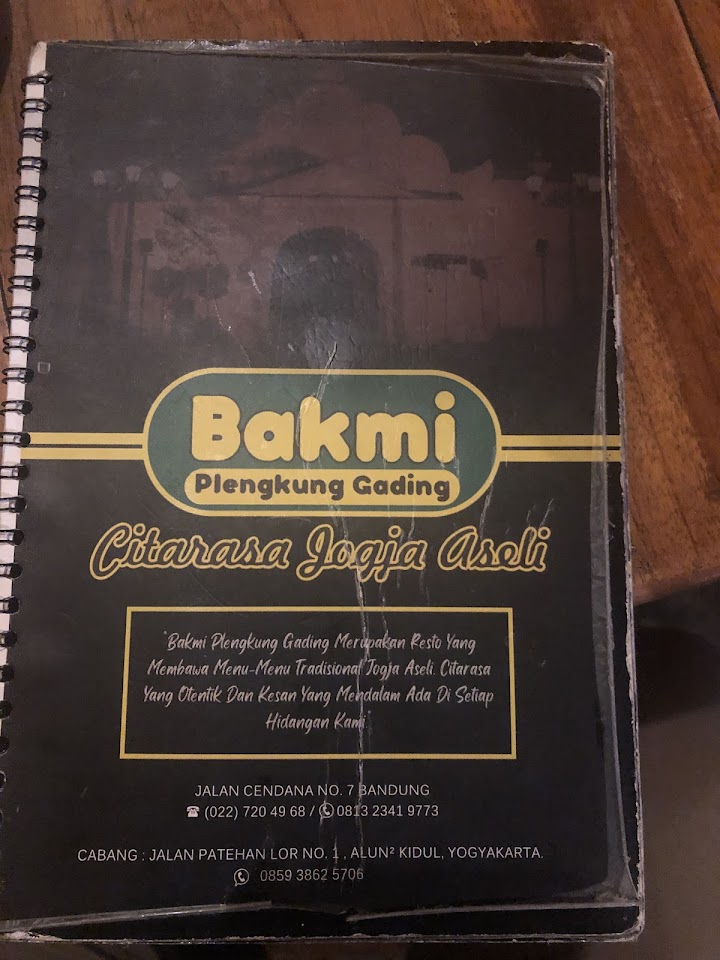 Bakmi
Plengkung Gading
Citarasa Jogja Aseli
"Bakmi Plengkung Gading Merupakan Resto Yang
Membawa Menu-Menu Tradisional Jogja Aseli. Citarasa
Yang Otentik Dan Kesan Yang Mendalam Ada Di Setiap
Hidangan Kami"
JALAN CENDANA NO. 7 BANDUNG
☎ (022) 720 49 68 / 0813 2341 9773
CABANG : JALAN PATEHAN LOR NO. 1 , ALUN² KIDUL, YOGYAKARTA.
0859 3862 5706